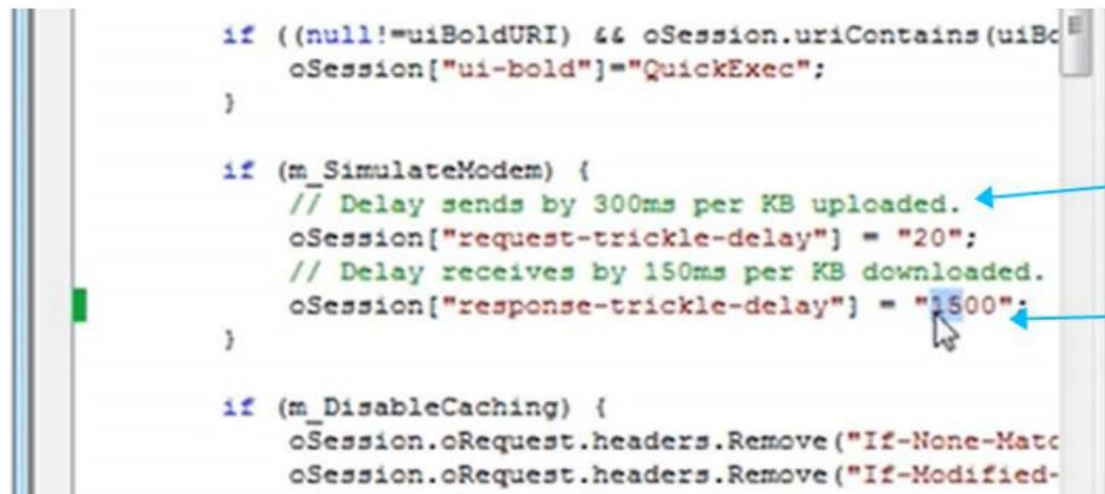 if ((null!=uiBoldURI) && oSession.uriContains(uiBo
oSession["ui-bold"]="QuickExec";
}
if (m_SimulateModem) {
// Delay sends by 300ms per KB uploaded.
oSession["request-trickle-delay"] = "20";
// Delay receives by 150ms per KB downloaded.
oSession["response-trickle-delay"] = "1500";
}
if (m_DisableCaching) {
oSession.oRequest.headers.Remove("If-None-Matc
oSession.oRequest.headers.Remove("If-Modified-